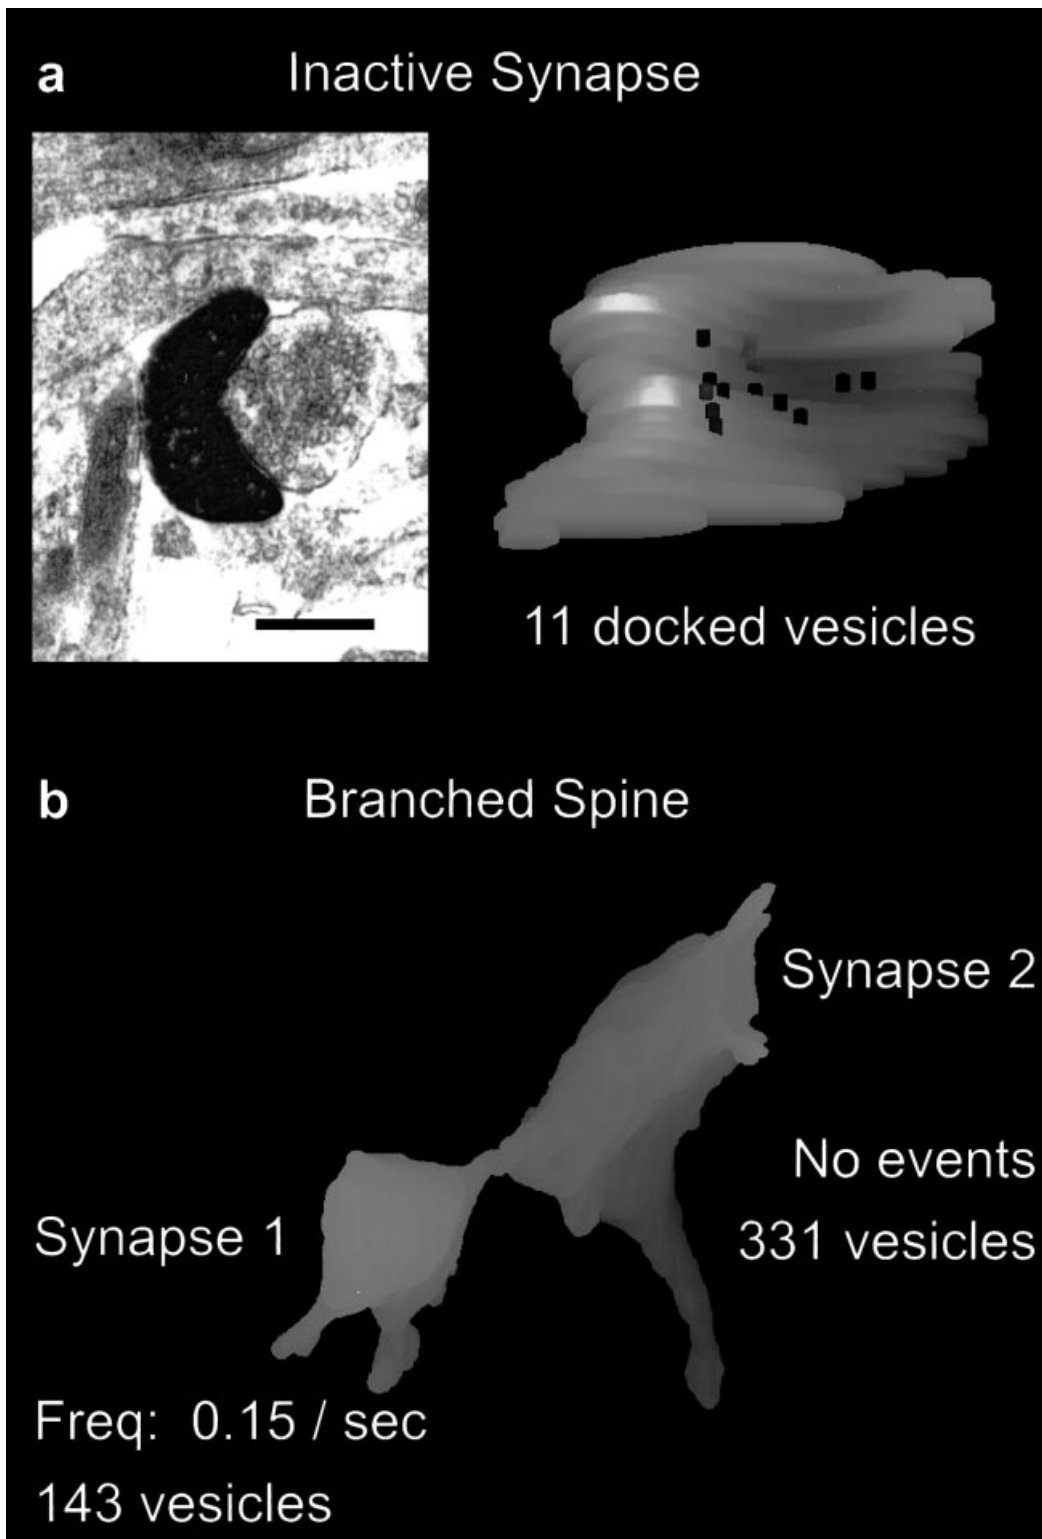 a
Inactive Synapse
11 docked vesicles
b
Branched Spine
Synapse 2
No events
331 vesicles
Synapse 1
Freq: 0.15 / sec
143 vesicles